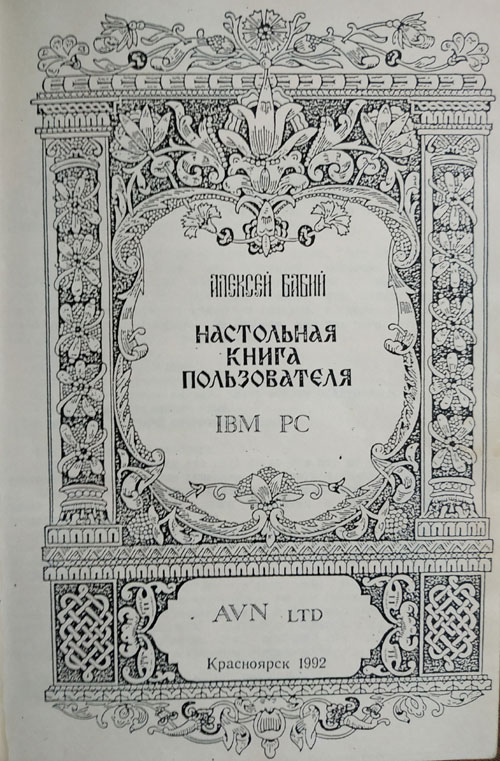 АЛЕКСЕЙ БАБИЙ
НАСТОЛЬНАЯ
КНИГА
ПОЛЬЗОВАТЕЛЯ
IBM PC
AVN LTD
Красноярск 1992